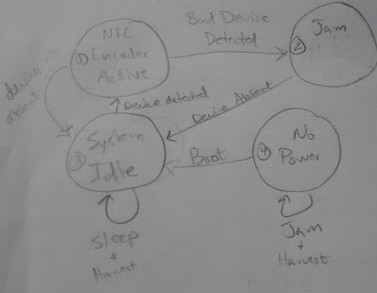 NFC
① Encoder
Active
Bad Device
Detected
② Jam
device
absent
Device detected
Device Absent
③ System
Idle
Boot
④ No
Power
Sleep
+
Harvest
Jam
+
Harvest